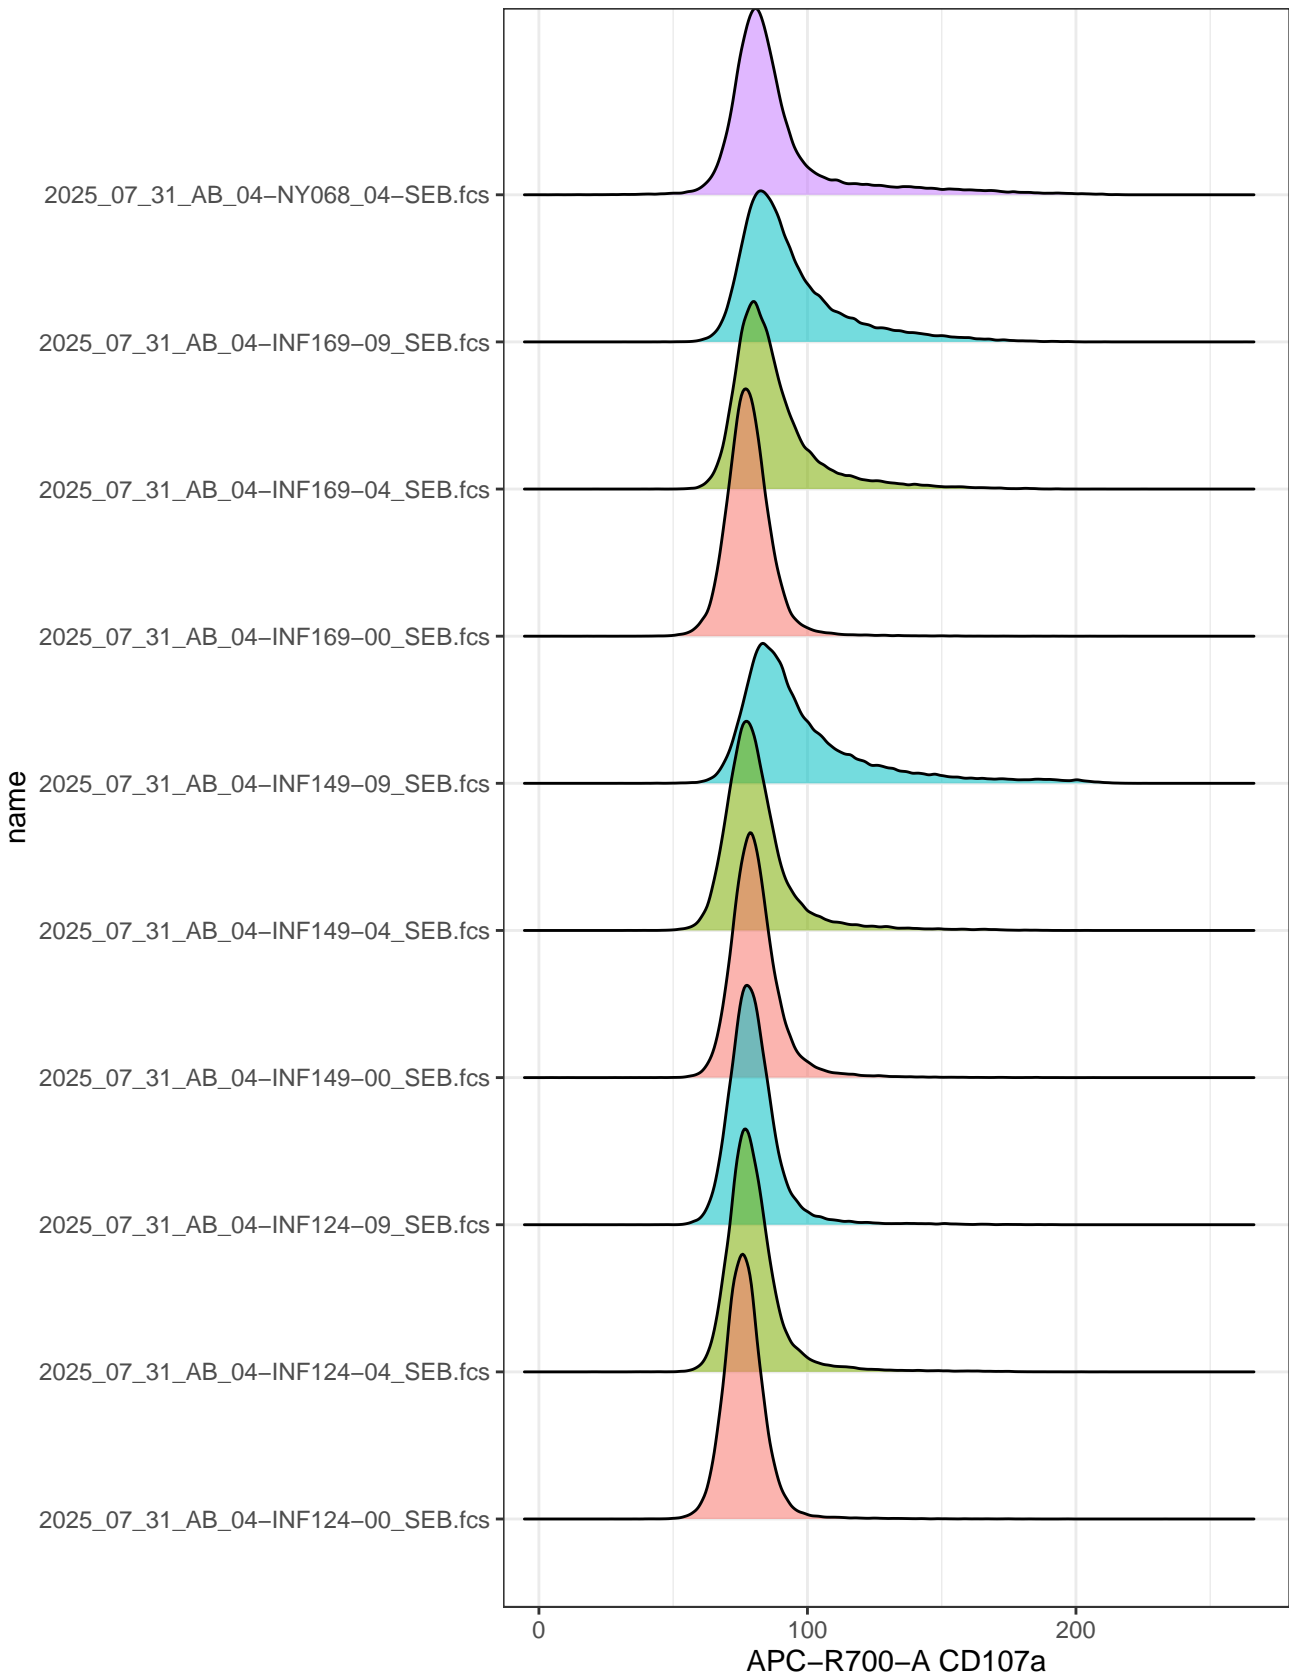 2025_07_31_AB_04−NY068_04−SEB.fcs
2025_07_31_AB_04−INF169−09_SEB.fcs
2025_07_31_AB_04−INF169−04_SEB.fcs
2025_07_31_AB_04−INF169−00_SEB.fcs
2025_07_31_AB_04−INF149−09_SEB.fcs
name
2025_07_31_AB_04−INF149−04_SEB.fcs
2025_07_31_AB_04−INF149−00_SEB.fcs
2025_07_31_AB_04−INF124−09_SEB.fcs
2025_07_31_AB_04−INF124−04_SEB.fcs
2025_07_31_AB_04−INF124−00_SEB.fcs
0 100 200
APC−R700−A CD107a